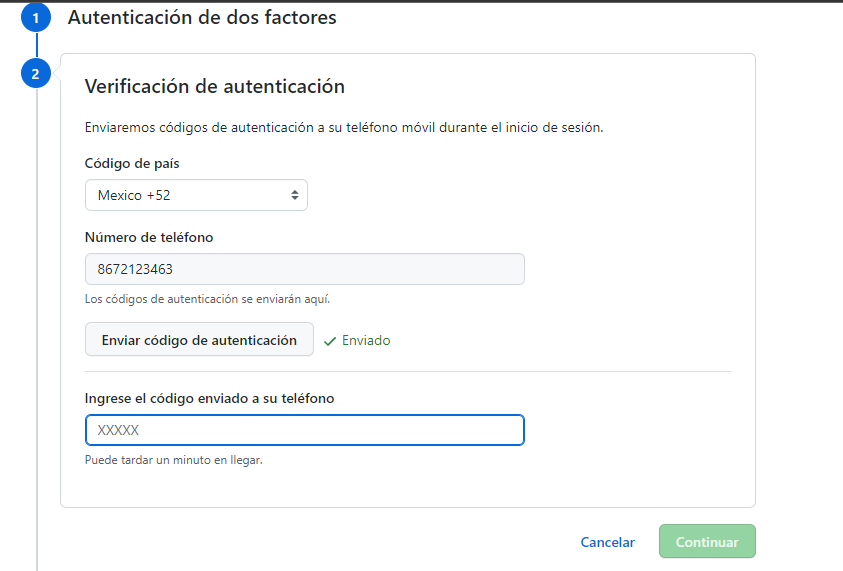 1 Autenticación de dos factores
2
Verificación de autenticación
Enviaremos códigos de autenticación a su teléfono móvil durante el inicio de sesión.
Código de país
Mexico +52
Número de teléfono
8672123463
Los códigos de autenticación se enviarán aquí.
Enviar código de autenticación ✓ Enviado
Ingrese el código enviado a su teléfono
XXXXX
Puede tardar un minuto en llegar.
Cancelar Continuar